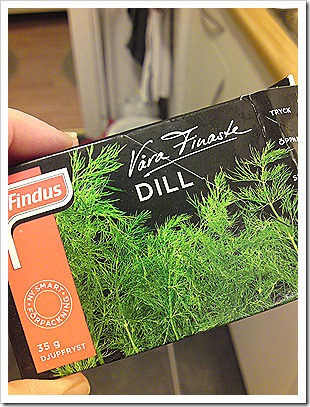 Findus
Våra Finaste
DILL
TRYCK
NY SMART
FÖRPACKNING
35 g
DJUPFRYST